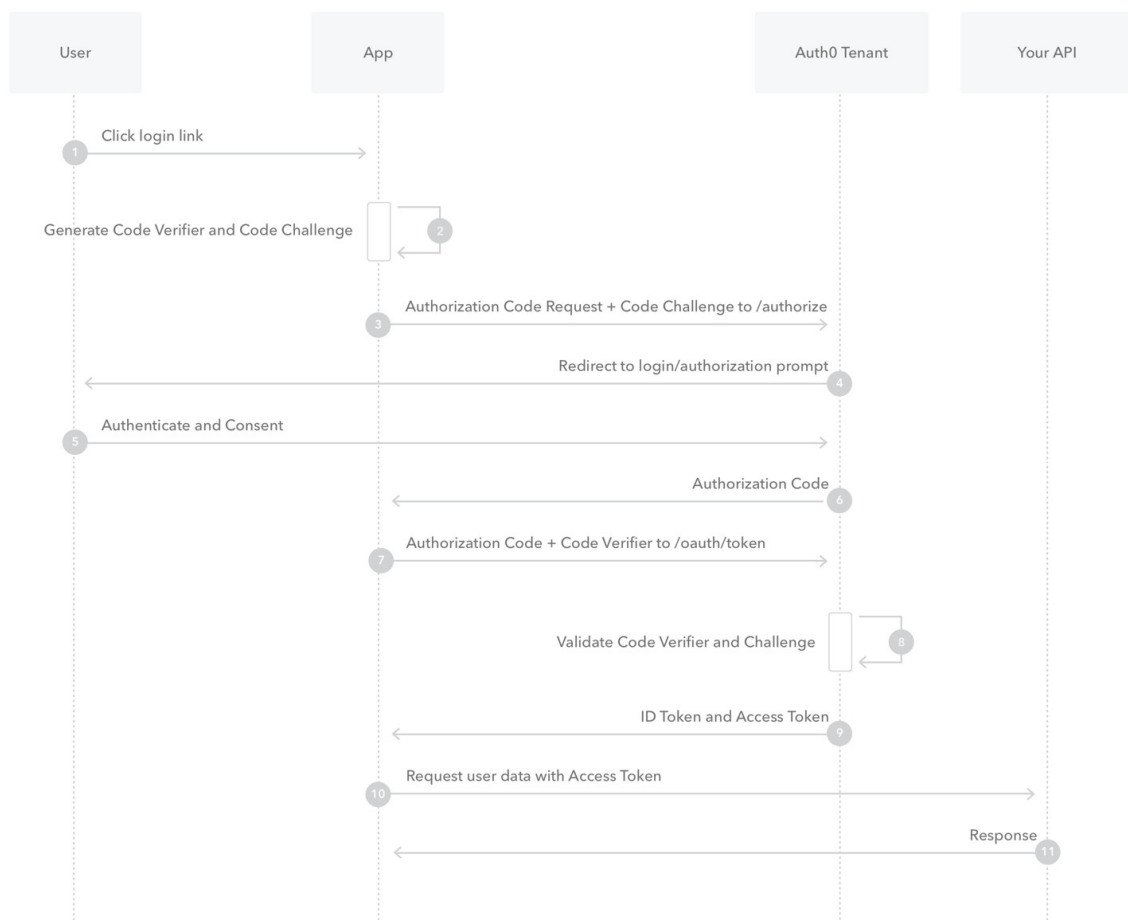 User
App
Auth0 Tenant
Your API
Click login link
1
Generate Code Verifier and Code Challenge
2
Authorization Code Request + Code Challenge to /authorize
3
Redirect to login/authorization prompt
4
Authenticate and Consent
5
Authorization Code
6
Authorization Code + Code Verifier to /oauth/token
7
Validate Code Verifier and Challenge
8
ID Token and Access Token
9
Request user data with Access Token
10
Response
11